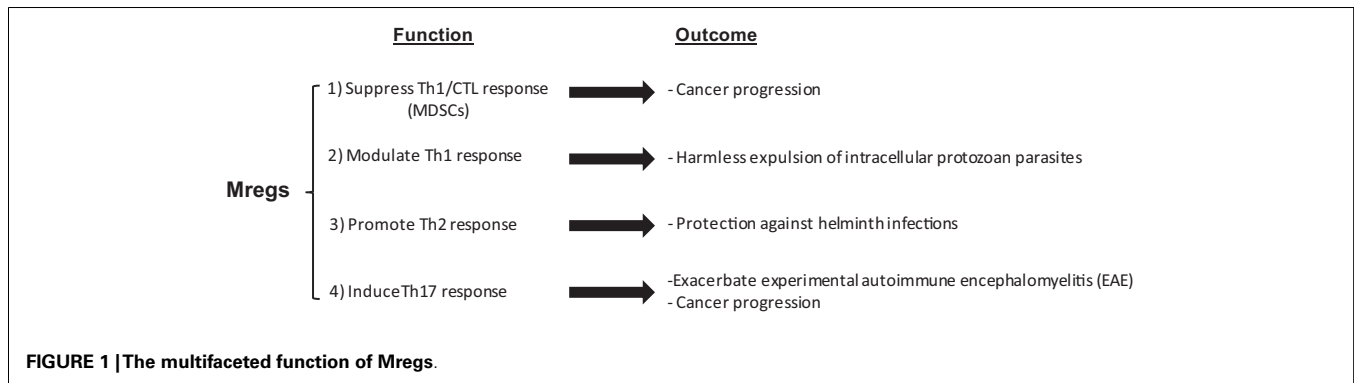 Function Outcome
1) Suppress Th1/CTL response - Cancer progression
(MDSCs)
2) Modulate Th1 response - Harmless expulsion of intracellular protozoan parasites
Mregs
3) Promote Th2 response - Protection against helminth infections
4) Induce Th17 response -Exacerbate experimental autoimmune encephalomyelitis (EAE)
- Cancer progression
FIGURE 1 | The multifaceted function of Mregs.